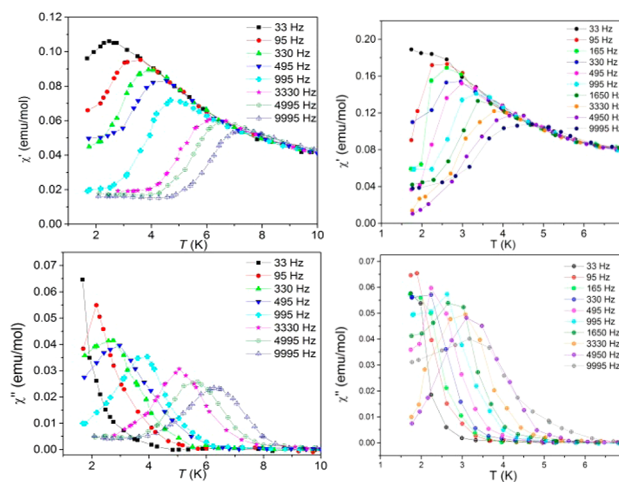 0.12
0.10
0.08
0.06
0.04
0.02
0.00
χ' (emu/mol)
33 Hz
95 Hz
330 Hz
495 Hz
995 Hz
3330 Hz
4995 Hz
9995 Hz
2 4 6 8 10
T (K)
0.20
0.16
0.12
0.08
0.04
0.00
χ' (emu/mol)
33 Hz
95 Hz
165 Hz
330 Hz
495 Hz
995 Hz
1650 Hz
3330 Hz
4950 Hz
9995 Hz
1 2 3 4 5 6
T (K)
0.07
0.06
0.05
0.04
0.03
0.02
0.01
0.00
χ'' (emu/mol)
33 Hz
95 Hz
330 Hz
495 Hz
995 Hz
3330 Hz
4995 Hz
9995 Hz
2 4 6 8 10
T (K)
0.07
0.06
0.05
0.04
0.03
0.02
0.01
0.00
χ'' (emu/mol)
33 Hz
95 Hz
165 Hz
330 Hz
495 Hz
995 Hz
1650 Hz
3330 Hz
4950 Hz
9995 Hz
1 2 3 4 5 6
T (K)